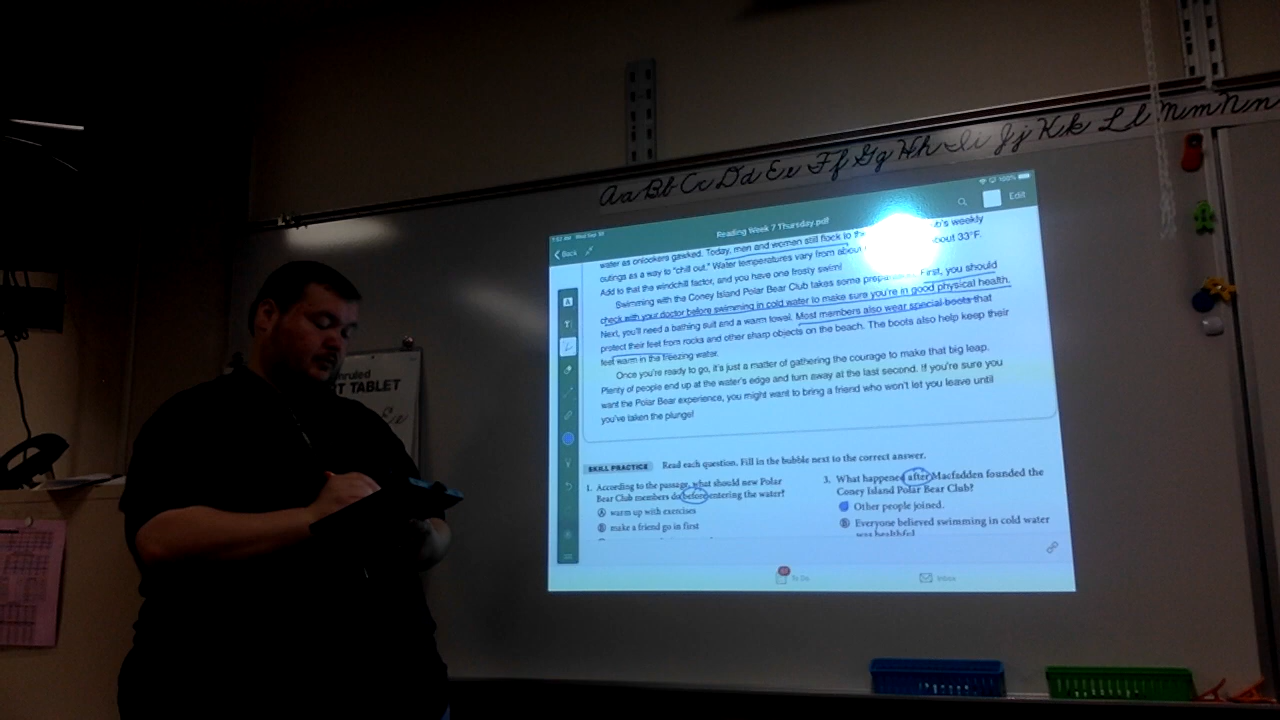 Aa Bb Cc Dd Ee Ff Gg Hh Ii Jj Kk Ll Mm Nn
100%
Back
Reading Week 7 Thursday.pdf
Edit
water as onlookers gawked. Today, men and women still flock to the weekly
outings as a way to "chill out." Water temperatures vary from about 33°F.
Add to that the windchill factor, and you have one frosty swim!
Swimming with the Coney Island Polar Bear Club takes some First, you should
check with your doctor before swimming in cold water to make sure you're in good physical health.
Next, you'll need a bathing suit and a warm towel. Most members also wear special boots that
protect their feet from rocks and other sharp objects on the beach. The boots also help keep their
feet warm in the freezing water.
Once you're ready to go, it's just a matter of gathering the courage to make that big leap.
Plenty of people end up at the water's edge and turn away at the last second. If you're sure you
want the Polar Bear experience, you might want to bring a friend who won't let you leave until
you've taken the plunge!
SKILL PRACTICE Read each question. Fill in the bubble next to the correct answer.
1. According to the passage, what should new Polar
Bear Club members do before entering the water?
A warm up with exercises
B make a friend go in first
3. What happened after Macfadden founded the
Coney Island Polar Bear Club?
Other people joined.
B Everyone believed swimming in cold water
was healthful
To Do
Inbox
nruled
RT TABLET